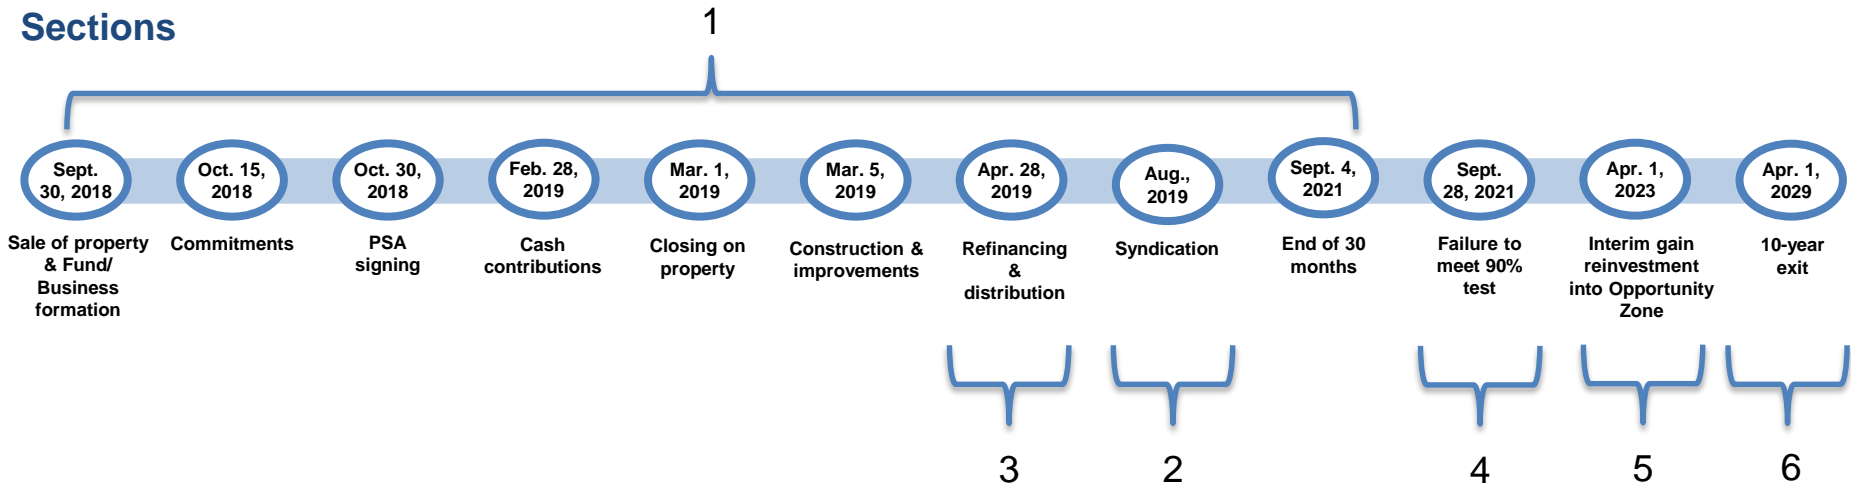 Sections
1
Sept.
30, 2018
Oct. 15,
2018
Oct. 30,
2018
Feb. 28,
2019
Mar. 1,
2019
Mar. 5,
2019
Apr. 28,
2019
Aug.,
2019
Sept. 4,
2021
Sept.
28, 2021
Apr. 1,
2023
Apr. 1,
2029
Sale of property
& Fund/
Business
formation
Commitments
PSA
signing
Cash
contributions
Closing on
property
Construction &
improvements
Refinancing
&
distribution
Syndication
End of 30
months
Failure to
meet 90%
test
Interim gain
reinvestment
into Opportunity
Zone
10-year
exit
3
2
4
5
6